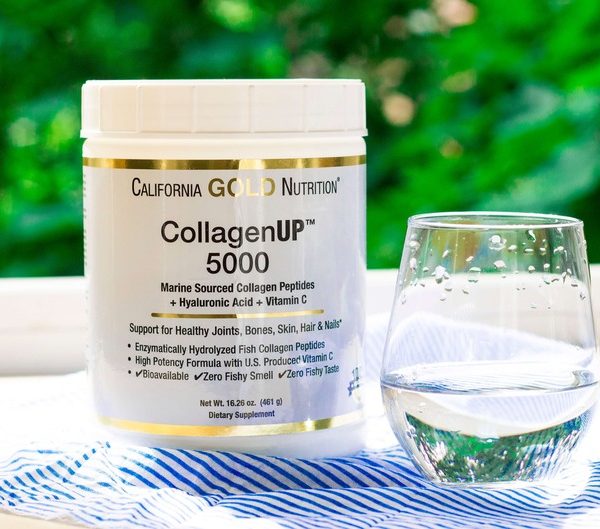 CALIFORNIA GOLD NUTRITION®
CollagenUP™
5000
Marine Sourced Collagen Peptides
+ Hyaluronic Acid + Vitamin C
Support for Healthy Joints, Bones, Skin, Hair & Nails*
• Enzymatically Hydrolyzed Fish Collagen Peptides
• High Potency Formula with U.S. Produced Vitamin C
• ✓Bioavailable ✓Zero Fishy Smell ✓Zero Fishy Taste
Net Wt. 16.26 oz. (461 g)
Dietary Supplement